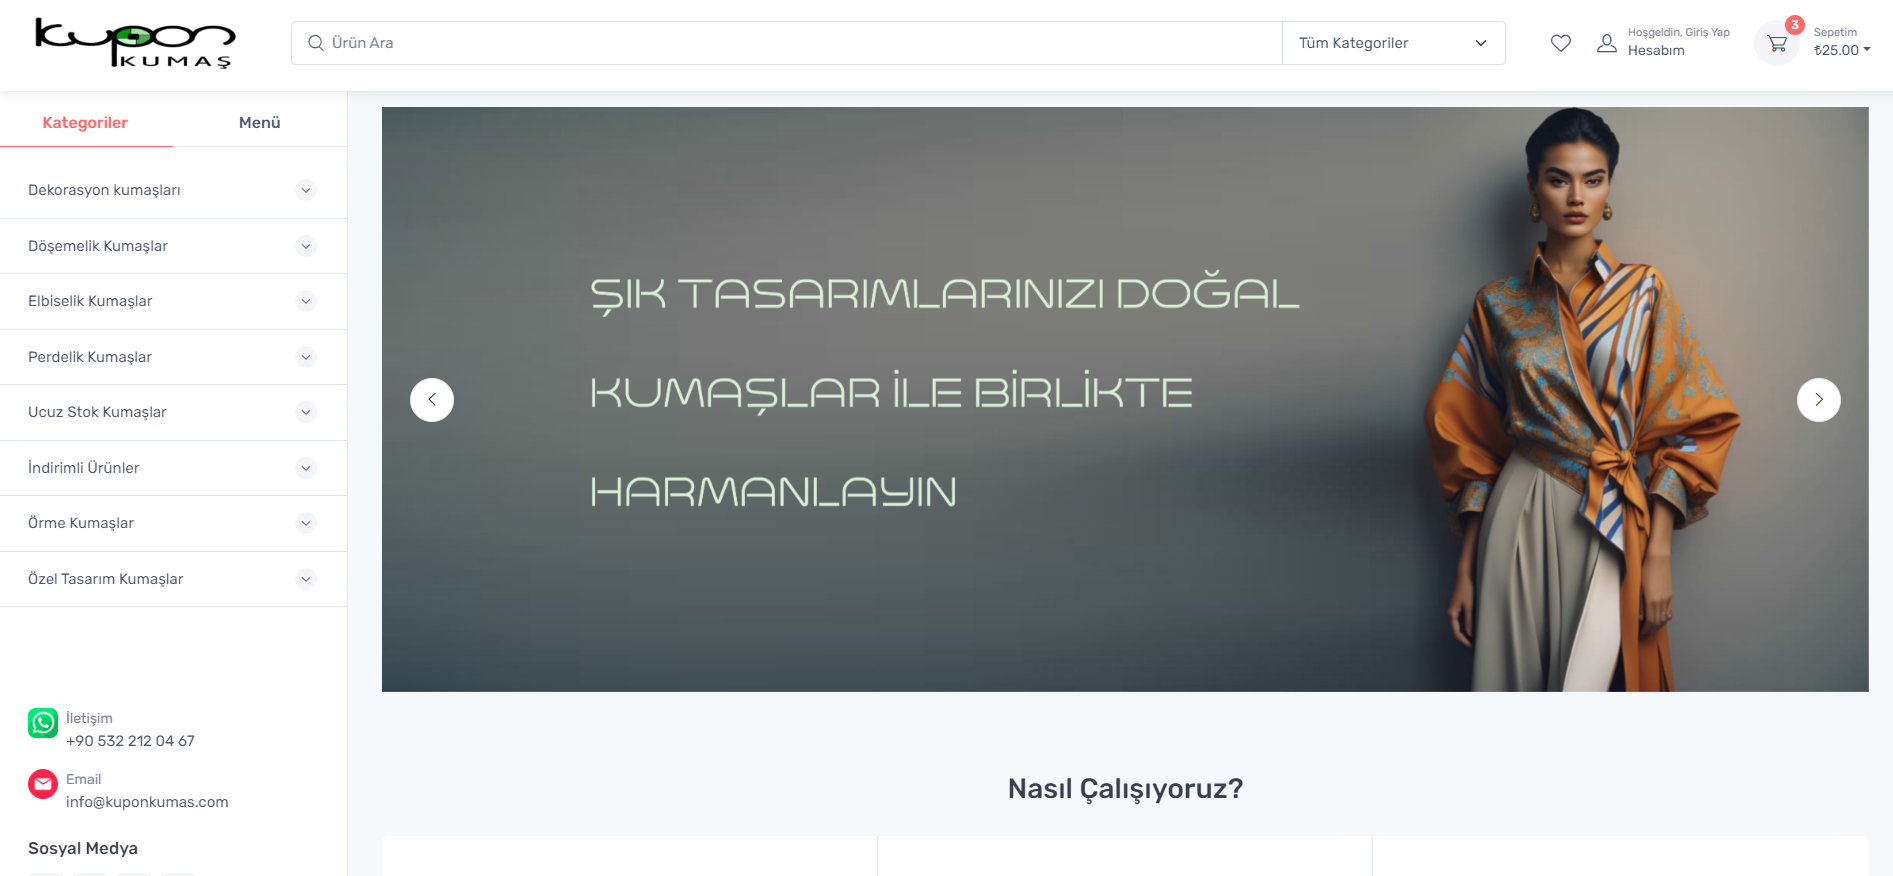 kupon
KUMAŞ
Ürün Ara
Tüm Kategoriler
Hoşgeldin, Giriş Yap
Hesabım
3
Sepetim
₺25.00
Kategoriler
Menü
Dekorasyon kumaşları
Döşemelik Kumaşlar
Elbiselik Kumaşlar
Perdelik Kumaşlar
Ucuz Stok Kumaşlar
İndirimli Ürünler
Örme Kumaşlar
Özel Tasarım Kumaşlar
İletişim
+90 532 212 04 67
Email
info@kuponkumas.com
Sosyal Medya
ŞIK TASARIMLARINIZI DOĞAL
KUMAŞLAR İLE BİRLİKTE
HARMANLAYIN
Nasıl Çalışıyoruz?